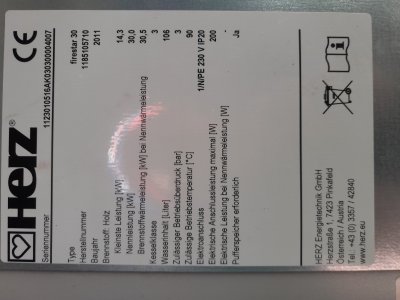 HERZ®
CE
Seriennummer 1123010516AK030300004007
Type firestar 30
Herstellnummer 1185105710
Baujahr 2011
Brennstoff: Holz
Kleinste Leistung [kW] 14,3
Nennleistung [kW] 30,0
Brennstoffwärmeleistung [kW] bei Nennwärmeleistung 30,5
Kesselklasse 3
Wasserinhalt [Liter] 106
Zulässiger Betriebsüberdruck [bar] 3
Zulässige Betriebstemperatur [°C] 90
Elektroanschluss 1/N/PE 230 V IP20
Elektrische Anschlussleistung maximal [W] 200
Elektrische Leistung bei Nennwärmeleistung [W] -
Pufferspeicher erforderlich Ja
HERZ Energietechnik GmbH
Herzstraße 1, 7423 Pinkafeld
Österreich / Austria
Tel.: +43 (0) 3357 / 42840
www.herz.eu